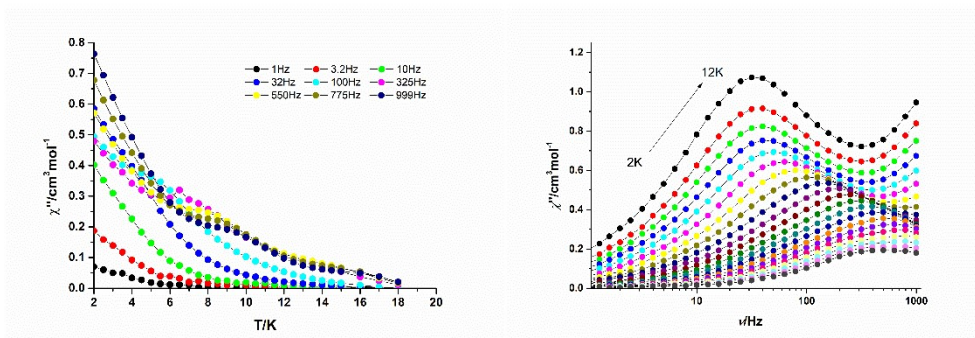 χ''/cm³mol⁻¹
0.8
0.7
0.6
0.5
0.4
0.3
0.2
0.1
0.0
1Hz 3.2Hz 10Hz
32Hz 100Hz 325Hz
550Hz 775Hz 999Hz
2 4 6 8 10 12 14 16 18 20
T/K
χ''/cm³mol⁻¹
1.2
1.0
0.8
0.6
0.4
0.2
0.0
12K
2K
10 100 1000
ν/Hz